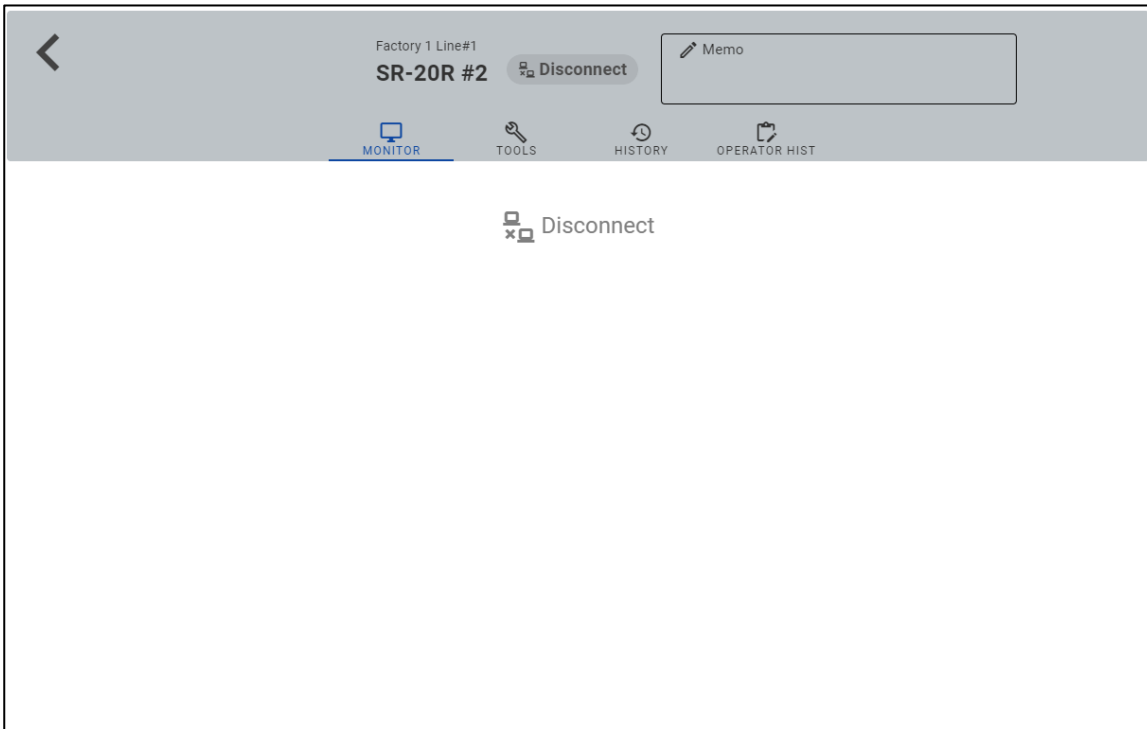 Factory 1 Line#1
SR-20R #2
Disconnect
Memo
MONITOR
TOOLS
HISTORY
OPERATOR HIST
Disconnect